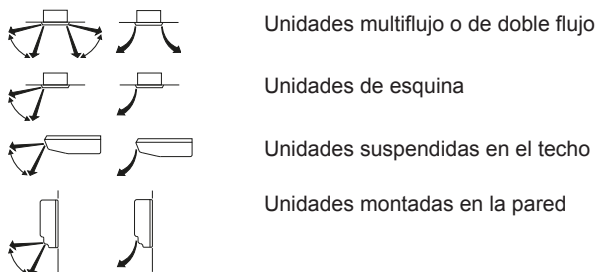 Unidades multiflujo o de doble flujo
Unidades de esquina
Unidades suspendidas en el techo
Unidades montadas en la pared